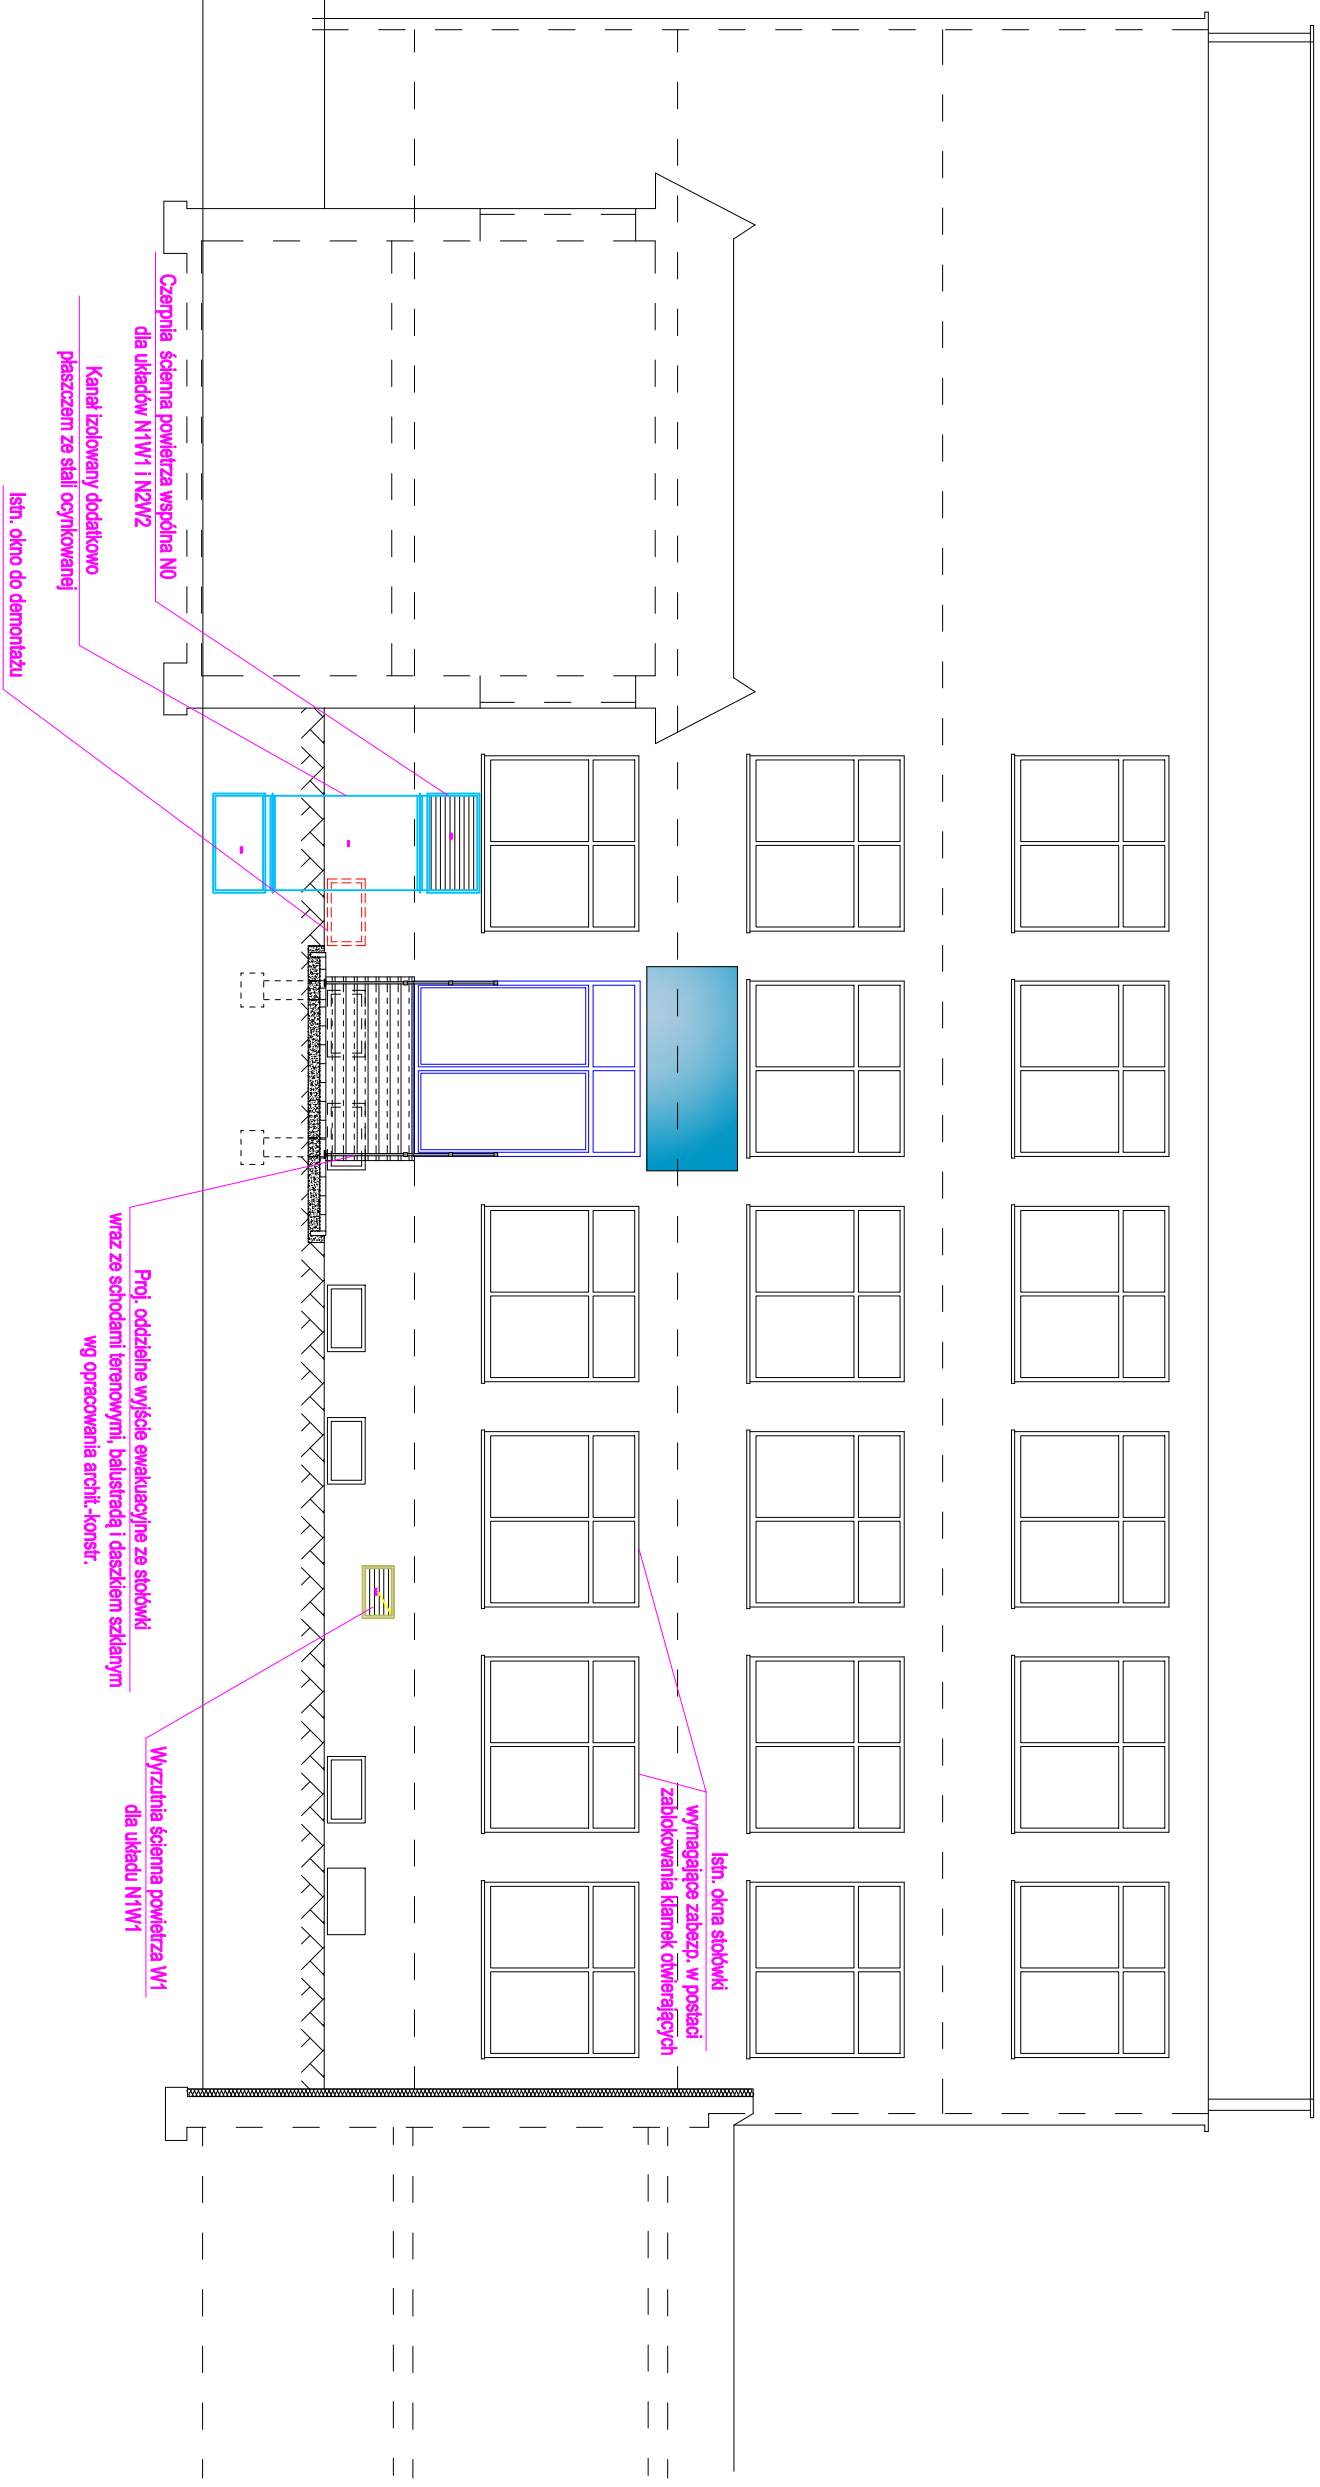 Czerpnia ścienna powietrza wspólna N0
dla układów N1W1 i N2W2
Kanał izolowany dodatkowo
płaszczem ze stali ocynkowanej
Istn. okno do demontażu
Proj. oddzielne wyjście ewakuacyjne ze stołówki
wraz ze schodami terenowymi, balustradą i daszkiem szklanym
wg opracowania archit.-konstr.
Istn. okna stołówki
wymagające zabezp. w postaci
zablokowania klamek otwierających
Wyrzutnia ścienna powietrza W1
dla układu N1W1